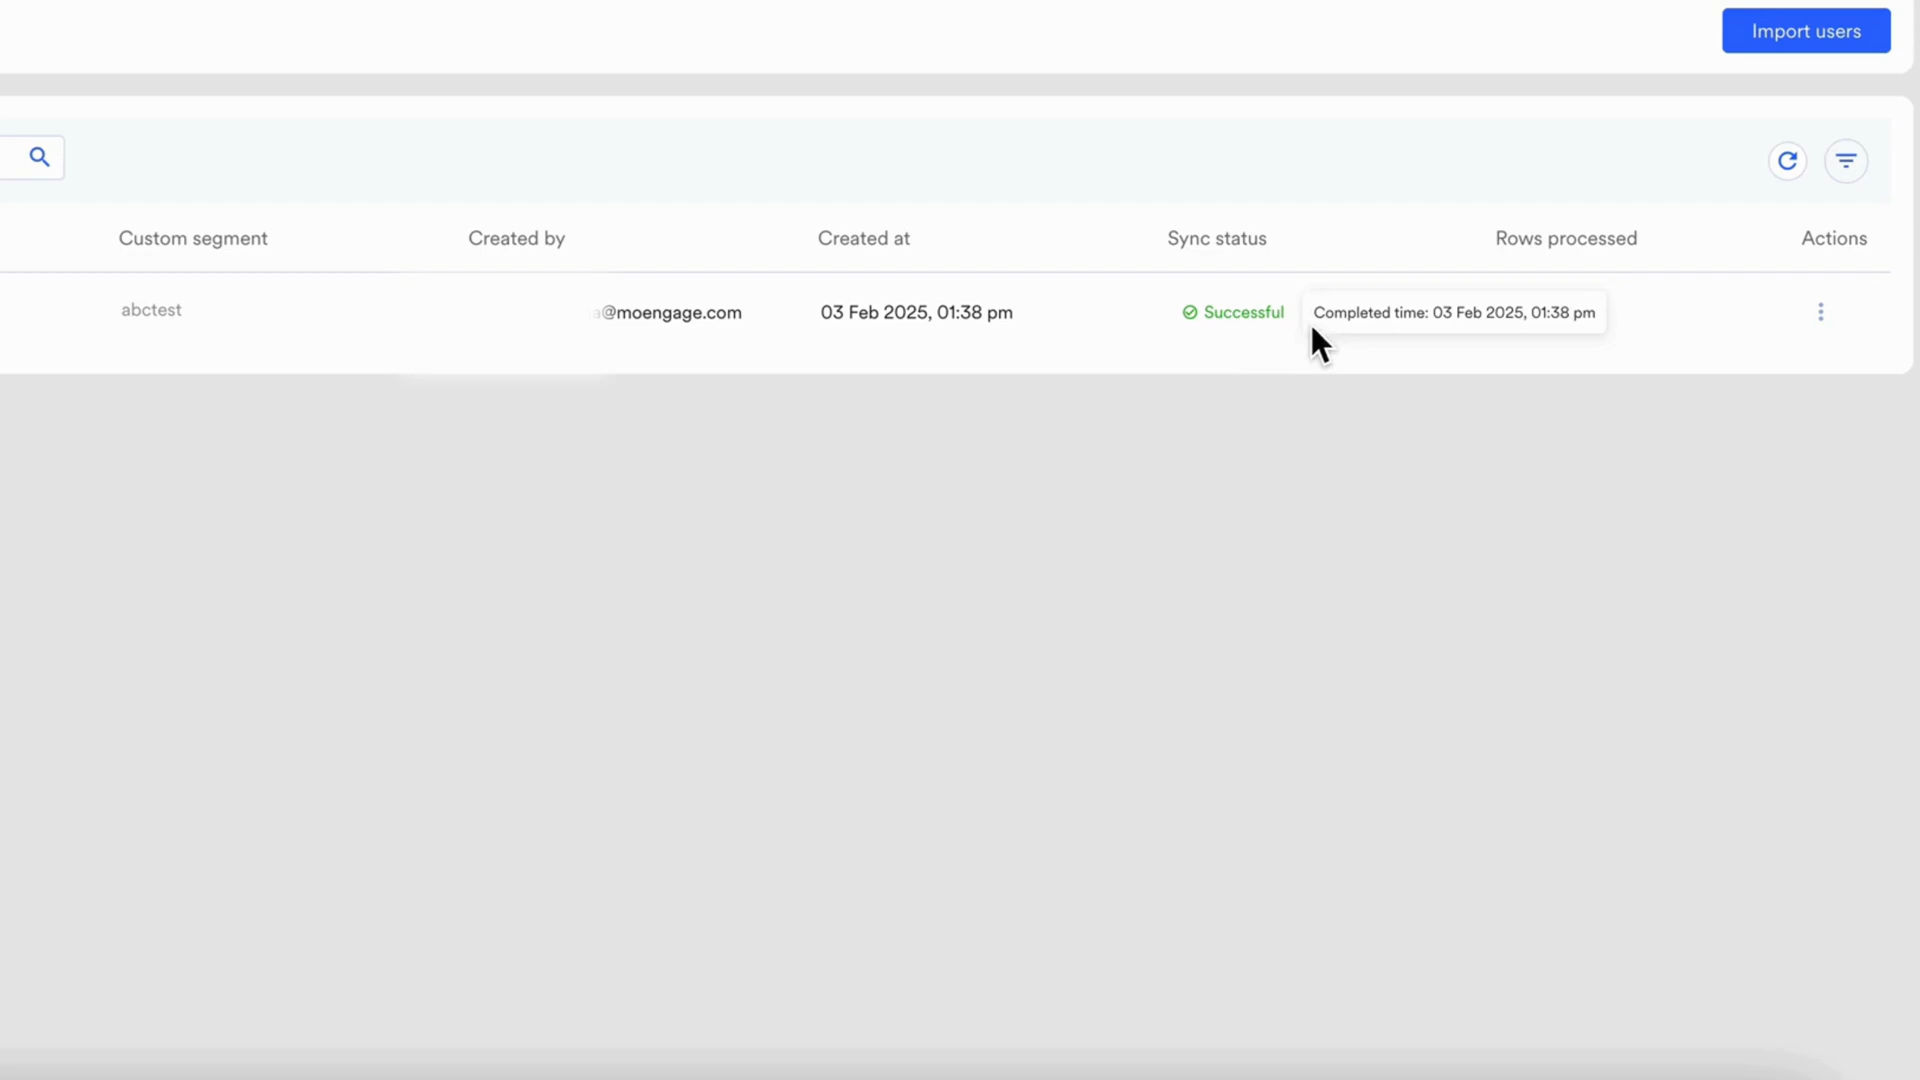 Import users
Custom segment Created by Created at Sync status Rows processed Actions
abctest @moengage.com 03 Feb 2025, 01:38 pm Successful Completed time: 03 Feb 2025, 01:38 pm